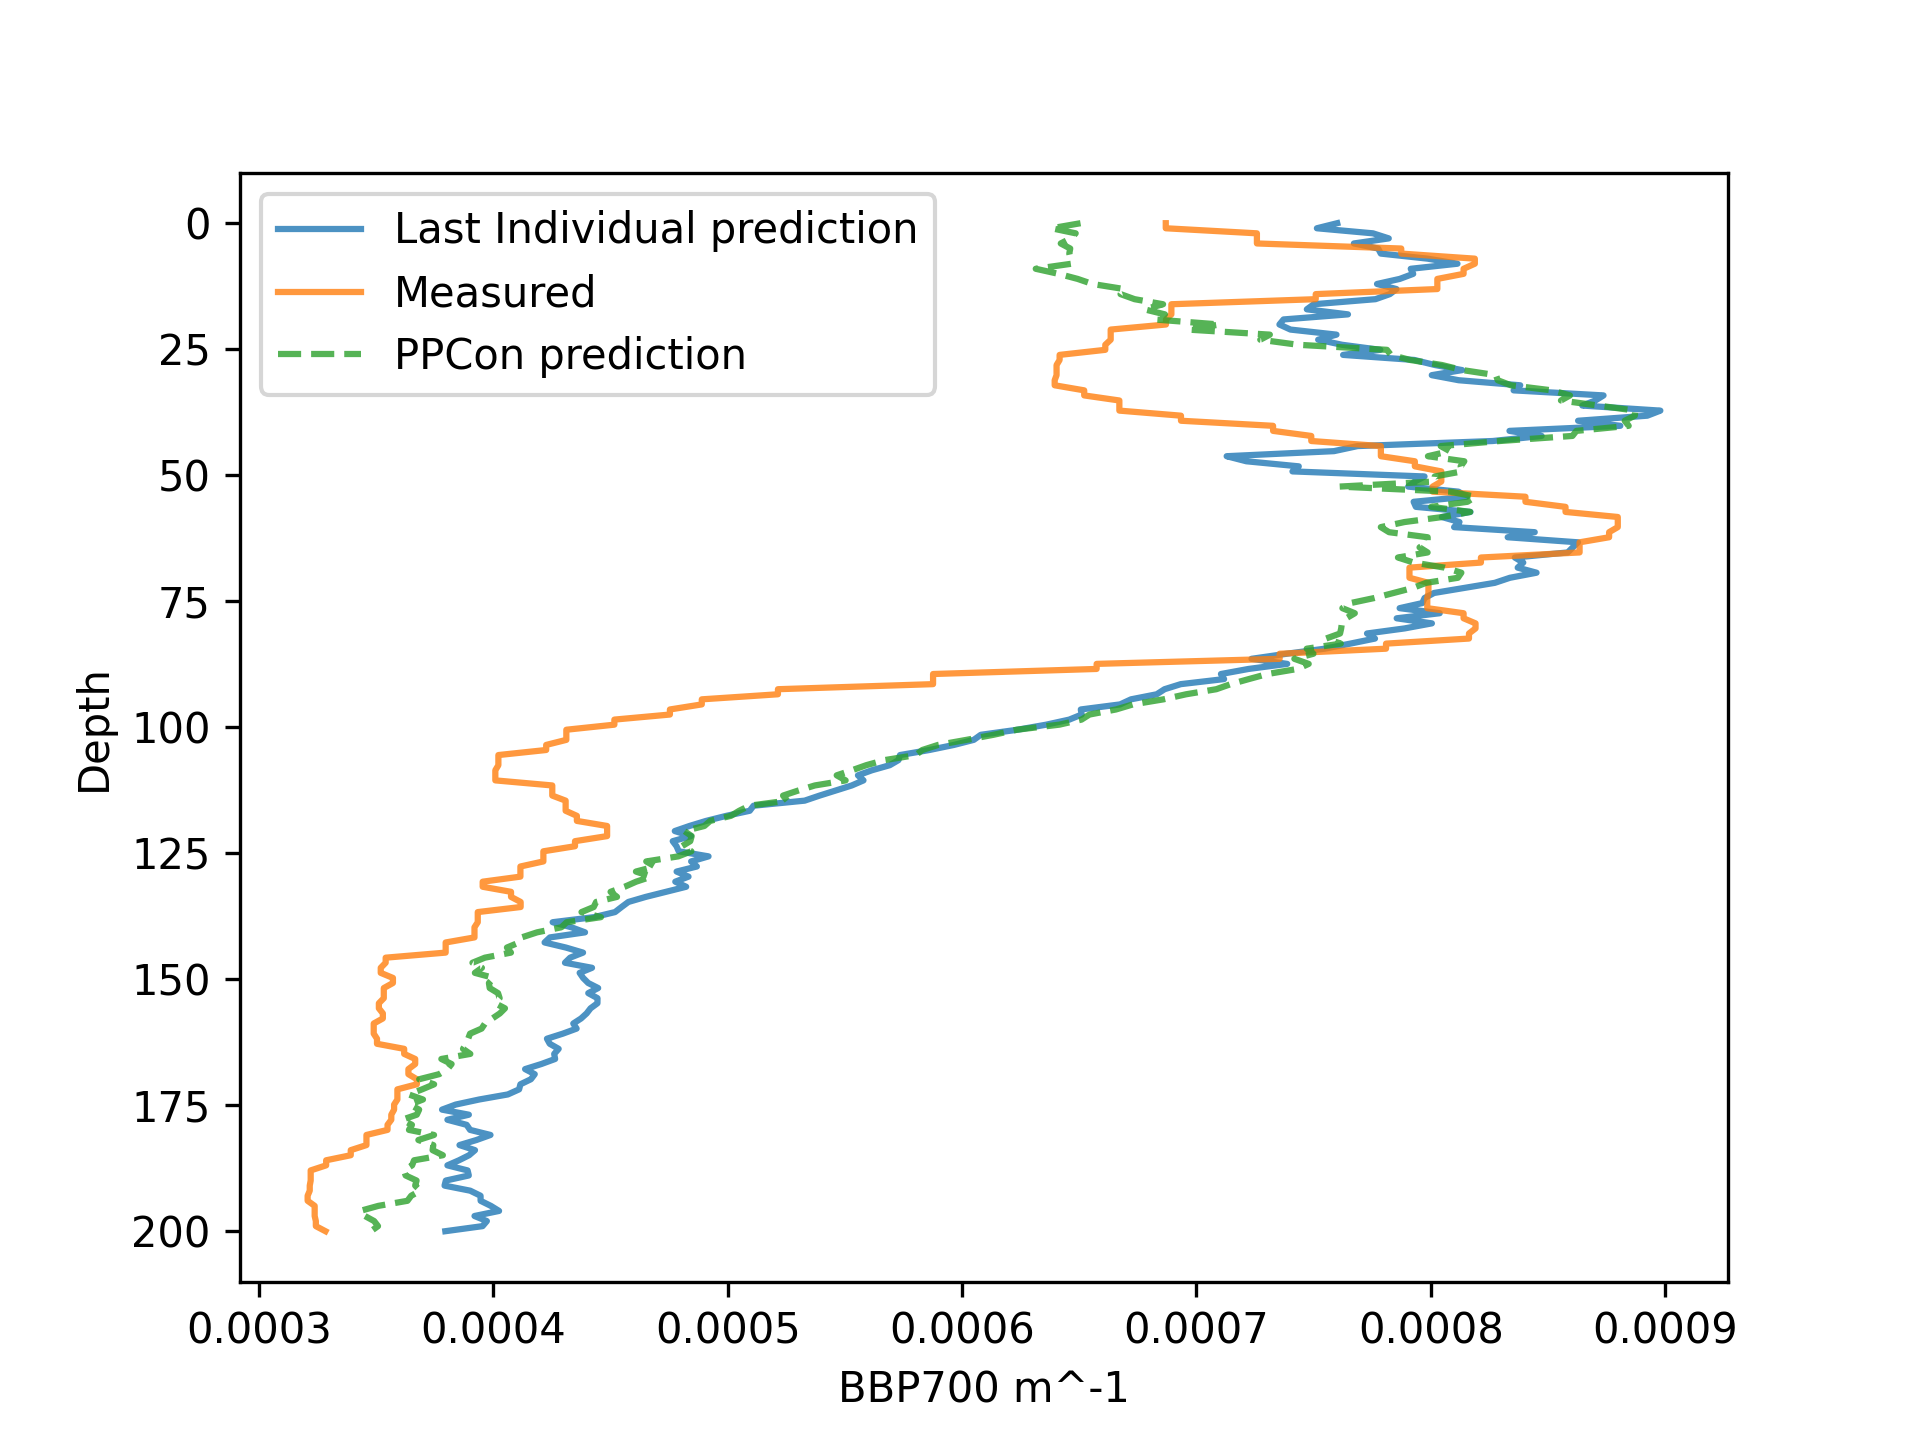 Last Individual prediction
Measured
PPCon prediction
0
25
50
75
100
125
150
175
200
Depth
0.0003 0.0004 0.0005 0.0006 0.0007 0.0008 0.0009
BBP700 m^-1